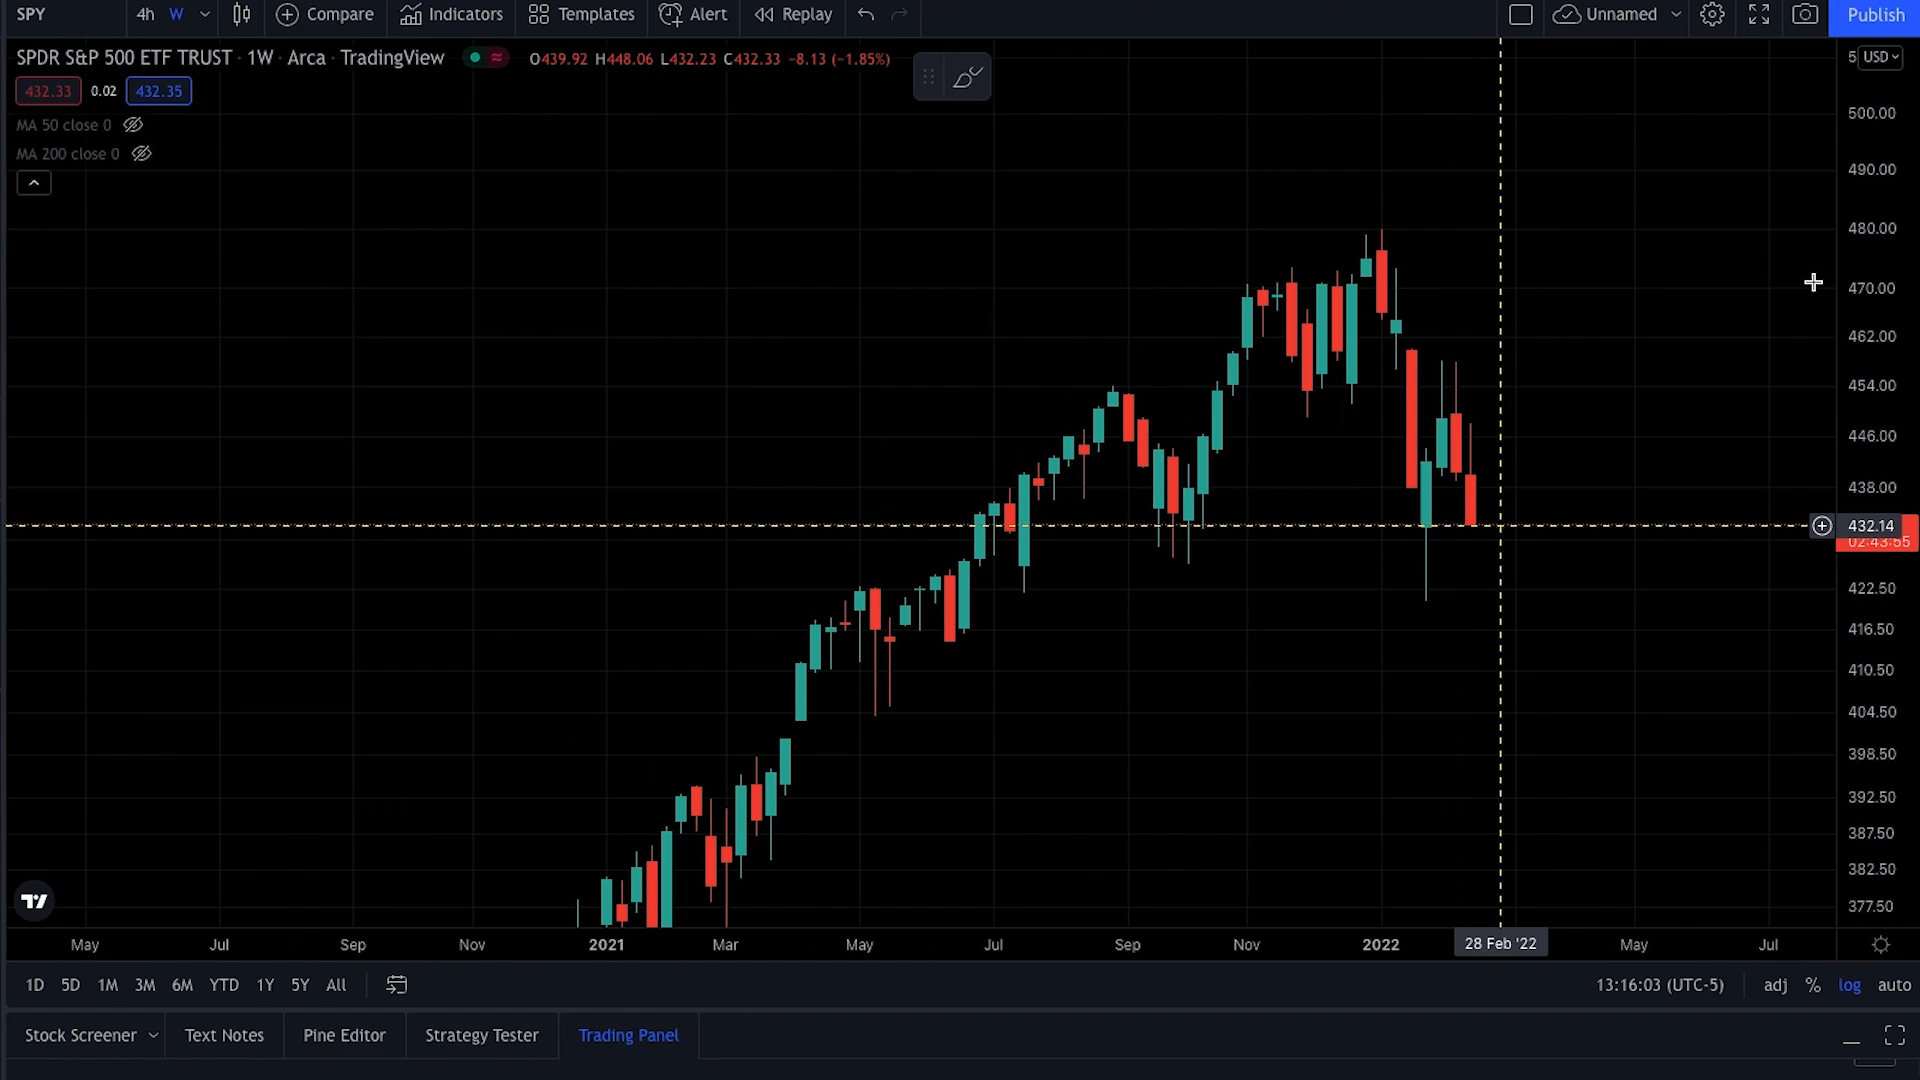 SPY 4h W Compare Indicators Templates Alert Replay Unnamed Publish
SPDR S&P 500 ETF TRUST · 1W · Arca · TradingView O439.92 H448.06 L432.23 C432.33 −8.13 (−1.85%)
USD
432.33 0.02 432.35
MA 50 close 0
MA 200 close 0
500.00
490.00
480.00
470.00
462.00
454.00
446.00
438.00
432.14
02:43:55
422.50
416.50
410.50
404.50
398.50
392.50
387.50
382.50
377.50
May Jul Sep Nov 2021 Mar May Jul Sep Nov 2022 28 Feb '22 May Jul
1D 5D 1M 3M 6M YTD 1Y 5Y All 13:16:03 (UTC-5) adj % log auto
Stock Screener Text Notes Pine Editor Strategy Tester Trading Panel